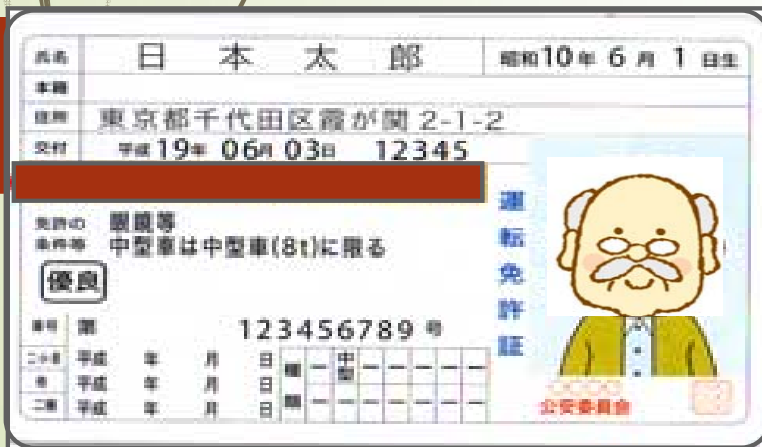 氏名 日本太郎 昭和10年6月1日生
本籍
住所 東京都千代田区霞が関2-1-2
交付 平成19年06月03日 12345
免許の条件等 眼鏡等
中型車は中型車(8t)に限る
優良
番号 第 123456789 号
二小原 平成 年 月 日
他 平成 年 月 日
二種 平成 年 月 日
種類 中型
運転免許証
公安委員会